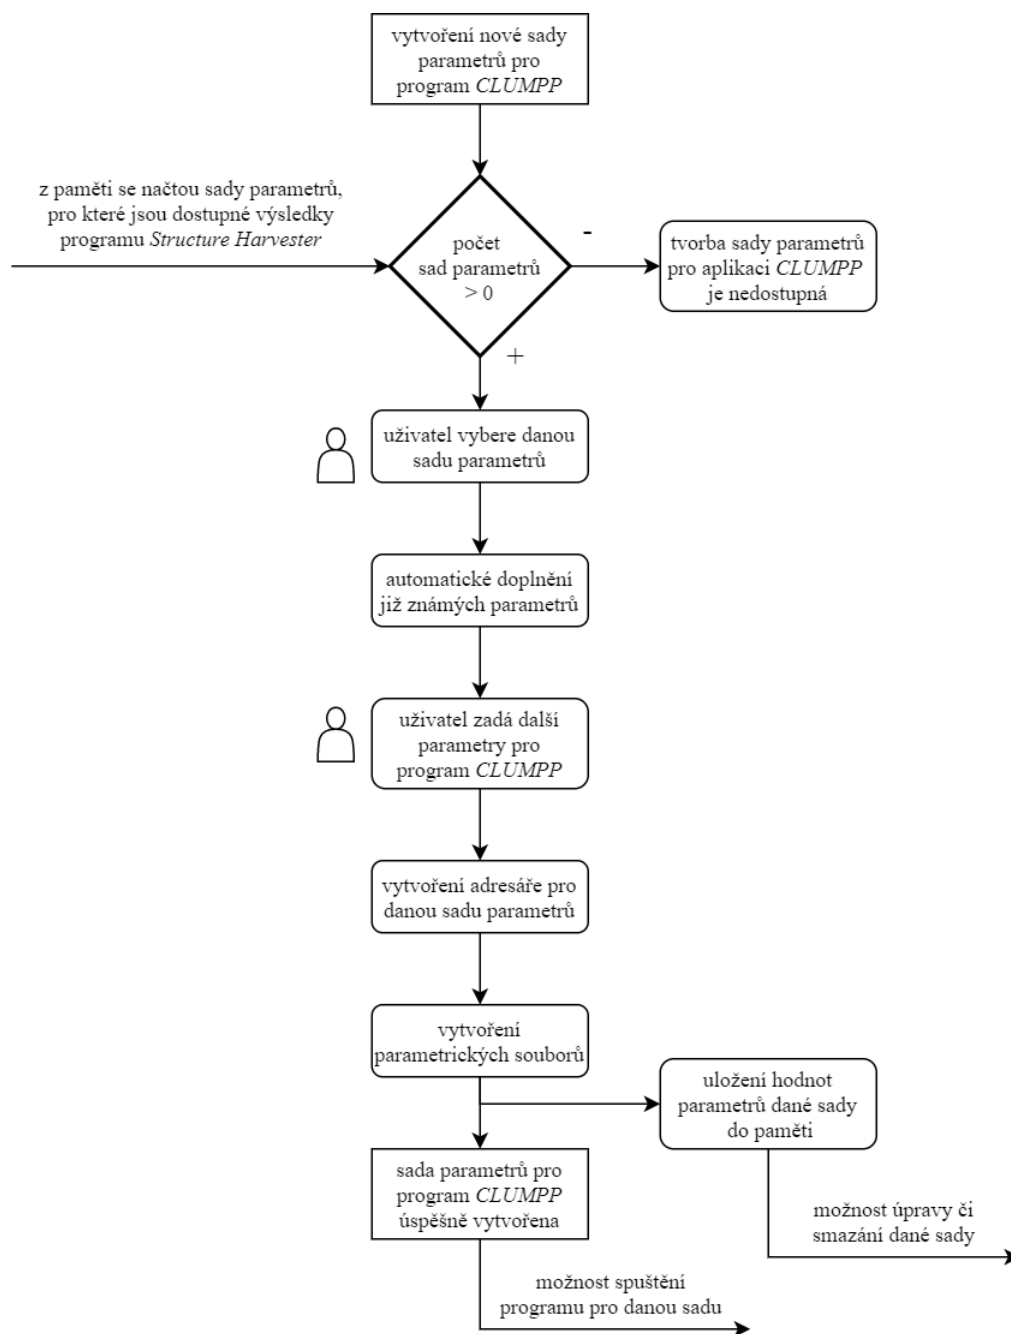 vytvoření nové sady
parametrů pro
program CLUMPP
z paměti se načtou sady parametrů,
pro které jsou dostupné výsledky
programu Structure Harvester
počet
sad parametrů
> 0
-
tvorba sady parametrů
pro aplikaci CLUMPP
je nedostupná
+
uživatel vybere danou
sadu parametrů
automatické doplnění
již známých parametrů
uživatel zadá další
parametry pro
program CLUMPP
vytvoření adresáře pro
danou sadu parametrů
vytvoření
parametrických souborů
uložení hodnot
parametrů dané sady
do paměti
sada parametrů pro
program CLUMPP
úspěšně vytvořena
možnost úpravy či
smazání dané sady
možnost spuštění
programu pro danou sadu